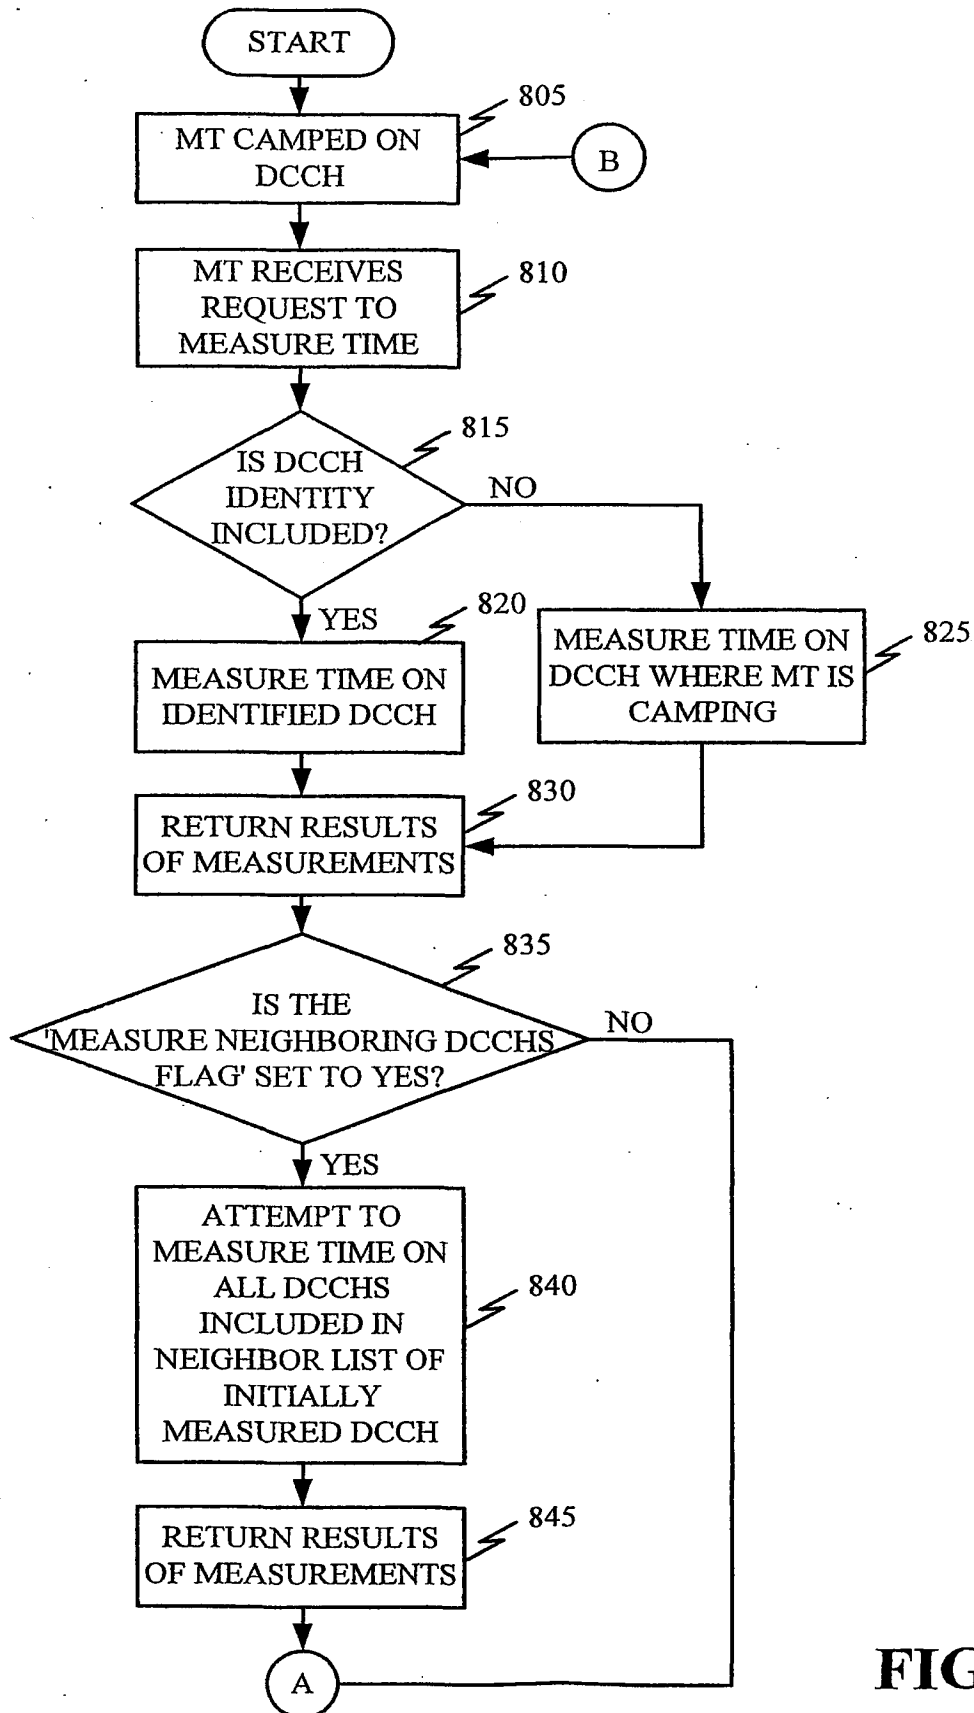 START
805
MT CAMPED ON
DCCH
B
MT RECEIVES
REQUEST TO
MEASURE TIME
810
815
IS DCCH
IDENTITY
INCLUDED?
NO
YES
820
MEASURE TIME ON
IDENTIFIED DCCH
MEASURE TIME ON
DCCH WHERE MT IS
CAMPING
825
830
RETURN RESULTS
OF MEASUREMENTS
835
IS THE
'MEASURE NEIGHBORING DCCHS
FLAG' SET TO YES?
NO
YES
ATTEMPT TO
MEASURE TIME ON
ALL DCCHS
INCLUDED IN
NEIGHBOR LIST OF
INITIALLY
MEASURED DCCH
840
RETURN RESULTS
OF MEASUREMENTS
845
A
FIG